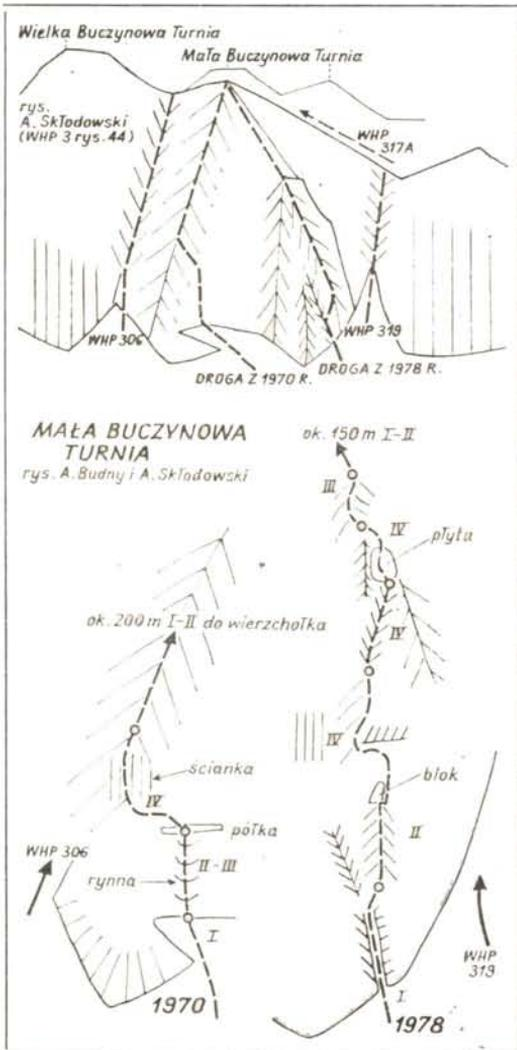 Wielka Buczynowa Turnia
Mała Buczynowa Turnia
rys.
A. Skłodowski
(WHP 3 rys. 44)
WHP
317A
WHP 306
WHP 319
DROGA Z 1970 R.
DROGA Z 1978 R.
MAŁA BUCZYNOWA
TURNIA
rys. A. Budny i A. Skłodowski
ok. 200 m I-II do wierzchołka
ścianka
IV
półka
WHP 306
rynna
II-III
I
1970
ok. 150 m I-II
III
IV
płyta
IV
IV
blok
II
WHP
319
I
1978